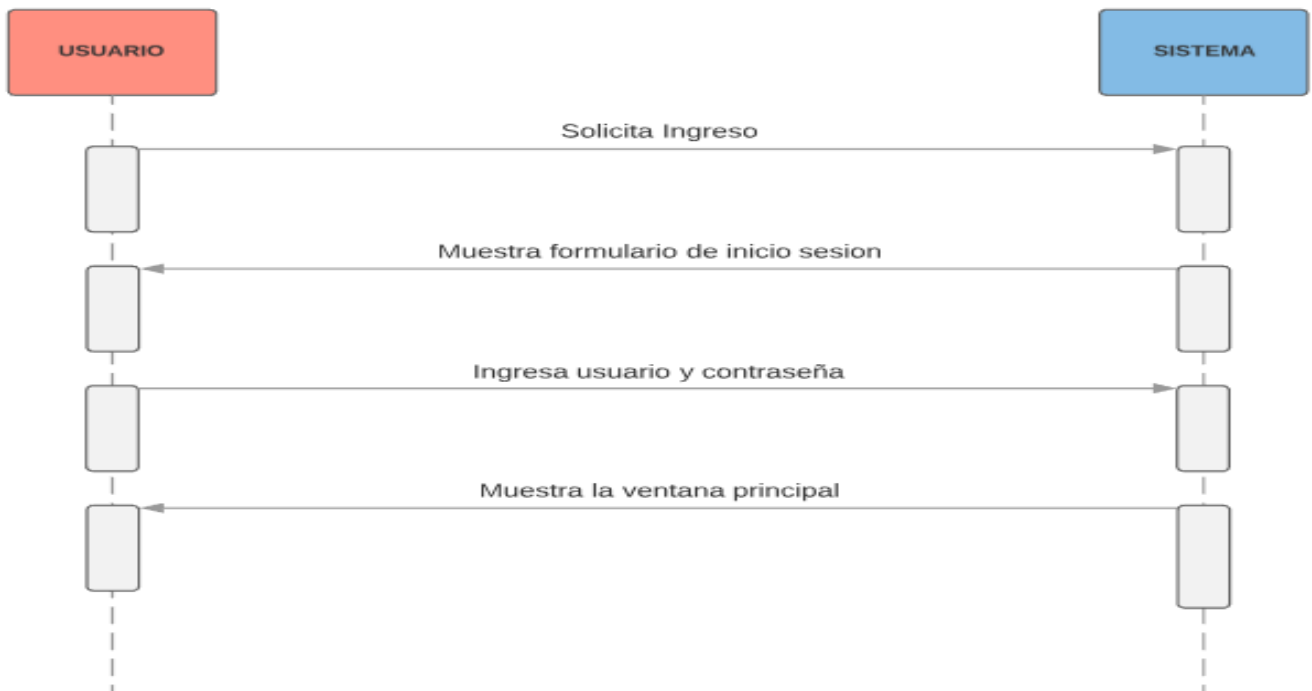 USUARIO
SISTEMA
Solicita Ingreso
Muestra formulario de inicio sesion
Ingresa usuario y contraseña
Muestra la ventana principal